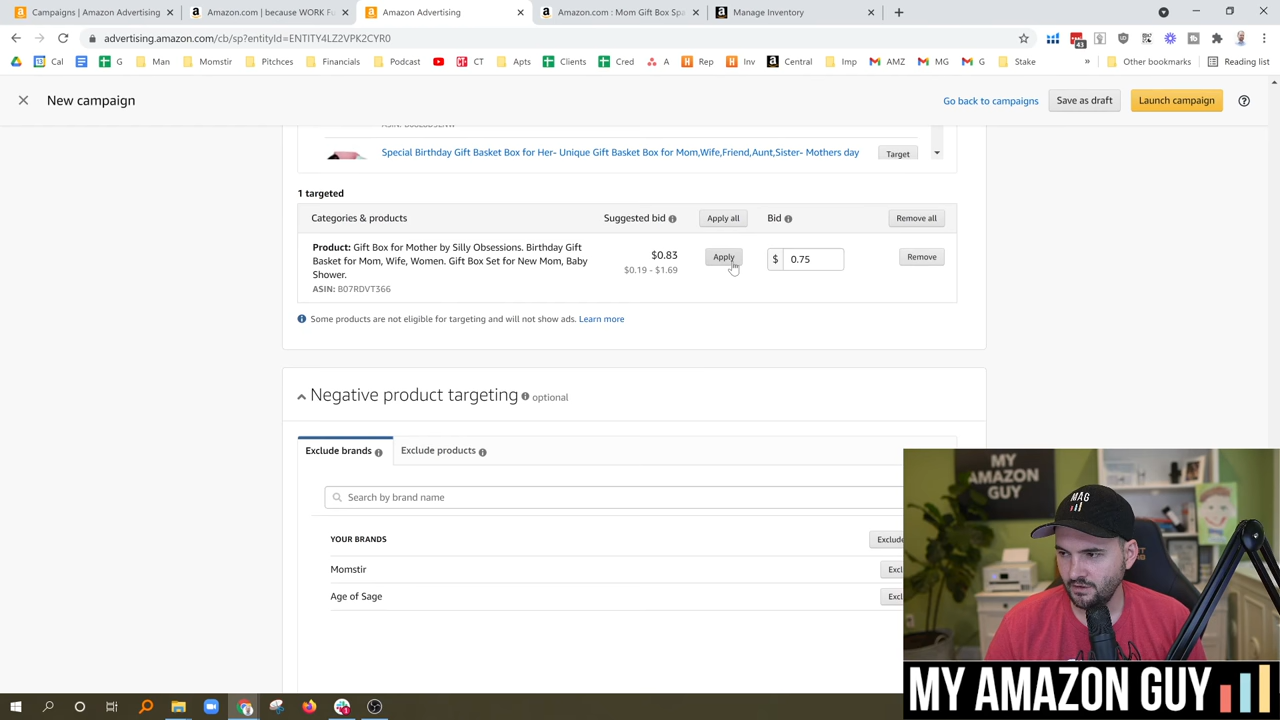 Campaigns | Amazon Advertising
Amazon.com | because WORK F
Amazon Advertising
Amazon.com : Mom Gift Box Spa
Manage Inventory
advertising.amazon.com/cb/sp?entityId=ENTITY4LZ2VPK2CYR0
43
Cal
G
Man
Momstir
Pitchces
Financials
Podcast
CT
Apts
Clients
Cred
A
Rep
Inv
Central
Imp
AMZ
MG
G
Stake
»
Other bookmarks
Reading list
New campaign
Go back to campaigns
Save as draft
Launch campaign
Special Birthday Gift Basket Box for Her- Unique Gift Basket Box for Mom,Wife,Friend,Aunt,Sister- Mothers day
Target
1 targeted
Categories & products
Suggested bid
Apply all
Bid
Remove all
Product: Gift Box for Mother by Silly Obsessions. Birthday Gift
Basket for Mom, Wife, Women. Gift Box Set for New Mom, Baby
Shower.
ASIN: B07RDVT366
$0.83
$0.19 - $1.69
Apply
$ 0.75
Remove
Some products are not eligible for targeting and will not show ads. Learn more
Negative product targeting optional
Exclude brands
Exclude products
Search by brand name
YOUR BRANDS
Exclude
Momstir
Excl
Age of Sage
Excl
MY
AMAZON
GUY
MAG
MY AMAZON GUY